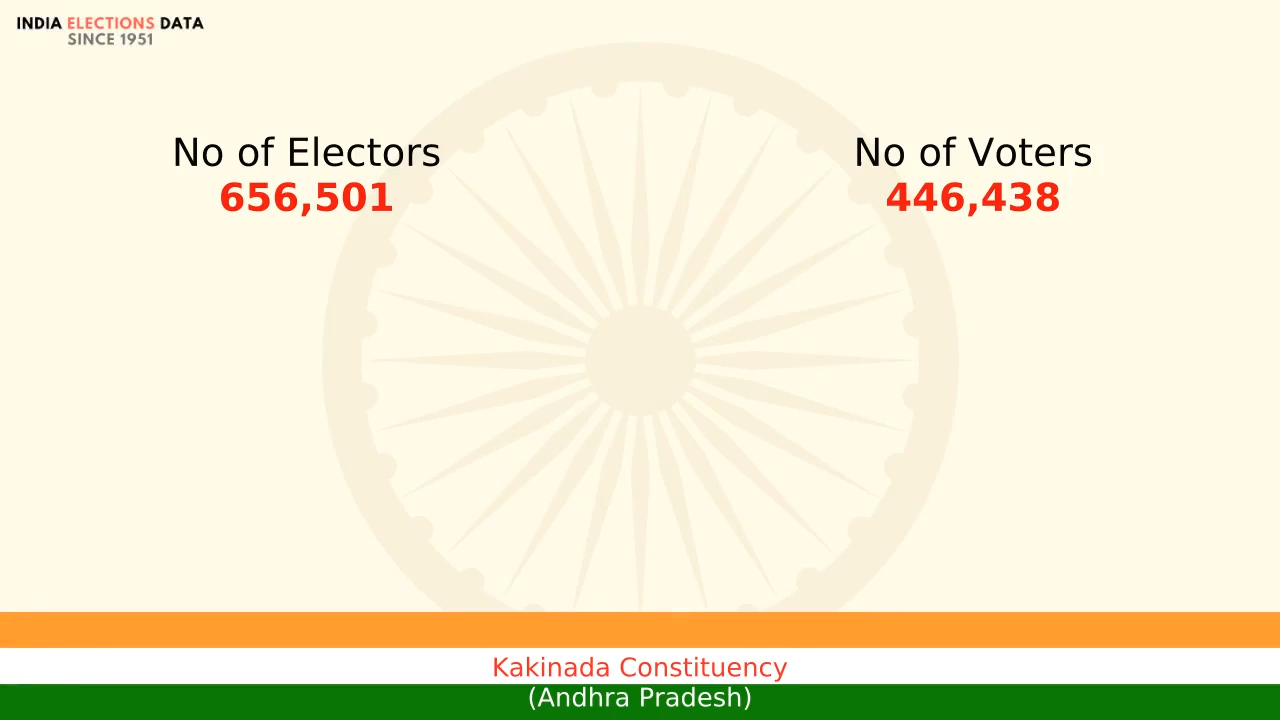 INDIA ELECTIONS DATA
SINCE 1951
No of Electors
656,501
No of Voters
446,438
Kakinada Constituency
(Andhra Pradesh)